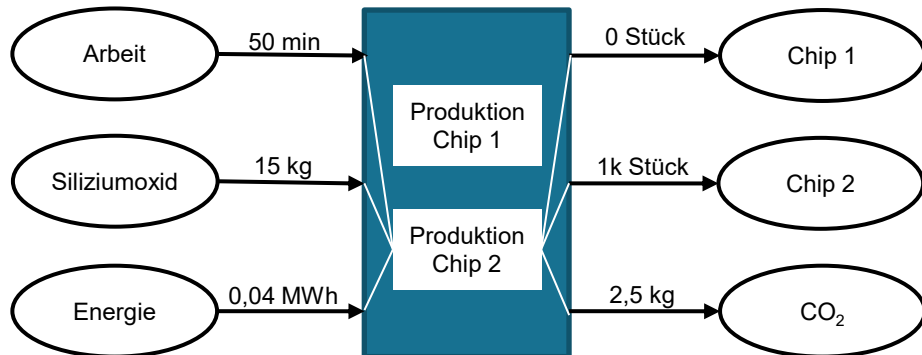 Arbeit
50 min
0 Stück
Chip 1
Produktion
Chip 1
Siliziumoxid
15 kg
1k Stück
Chip 2
Produktion
Chip 2
Energie
0,04 MWh
2,5 kg
CO₂